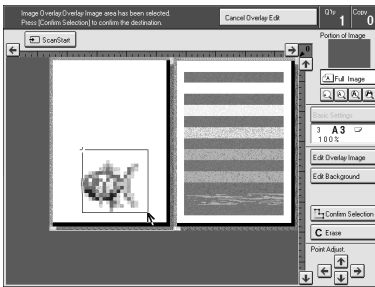 Image Overlay:Overlay Image area has been selected.
Press [Confirm Selection] to confirm the destination.
Cancel Overlay Edit
Q'ty
1
Copy
0
Portion of Image
ScanStart
Full Image
Basic Settings
3 A3
100%
Edit Overlay Image
Edit Background
Confirm Selection
C Erase
Point Adjust.